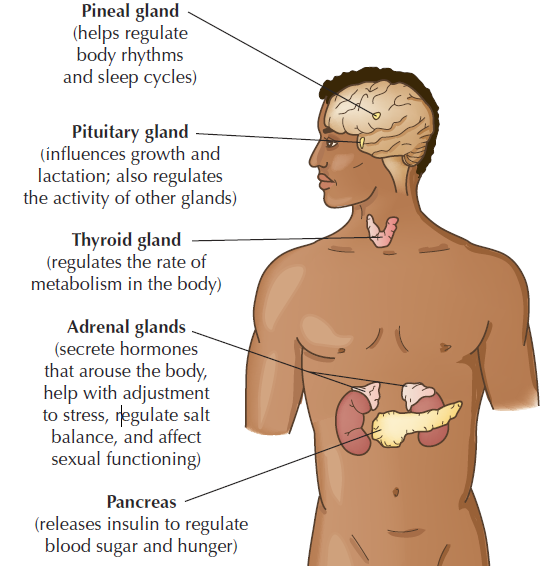 Pineal gland
(helps regulate
body rhythms
and sleep cycles)
Pituitary gland
(influences growth and
lactation; also regulates
the activity of other glands)
Thyroid gland
(regulates the rate of
metabolism in the body)
Adrenal glands
(secrete hormones
that arouse the body,
help with adjustment
to stress, regulate salt
balance, and affect
sexual functioning)
Pancreas
(releases insulin to regulate
blood sugar and hunger)